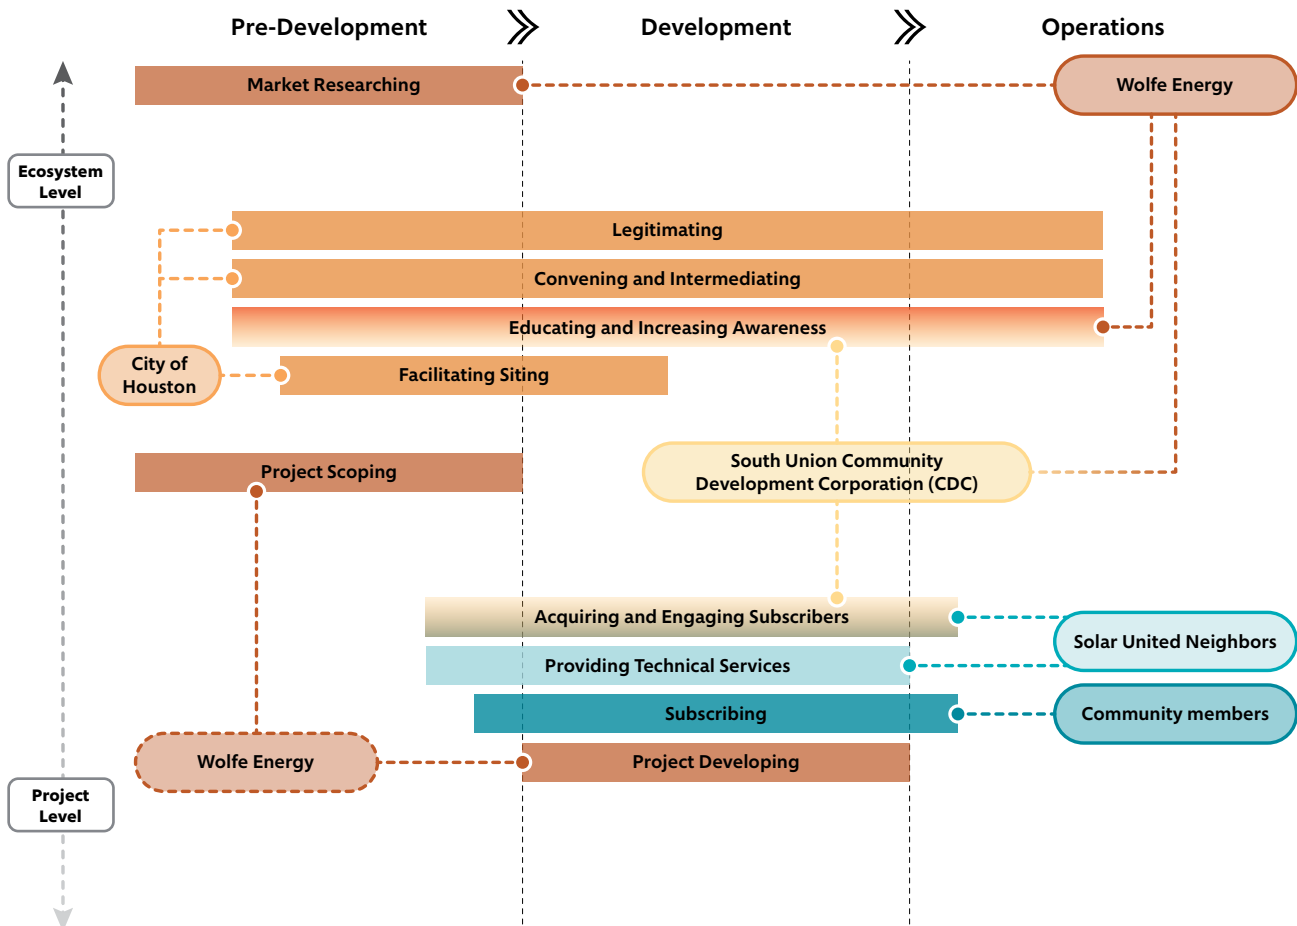 Pre-Development
Development
Operations
Market Researching
Wolfe Energy
Ecosystem
Level
Legitimating
Convening and Intermediating
Educating and Increasing Awareness
City of
Houston
Facilitating Siting
Project Scoping
South Union Community
Development Corporation (CDC)
Acquiring and Engaging Subscribers
Solar United Neighbors
Providing Technical Services
Subscribing
Community members
Wolfe Energy
Project Developing
Project
Level